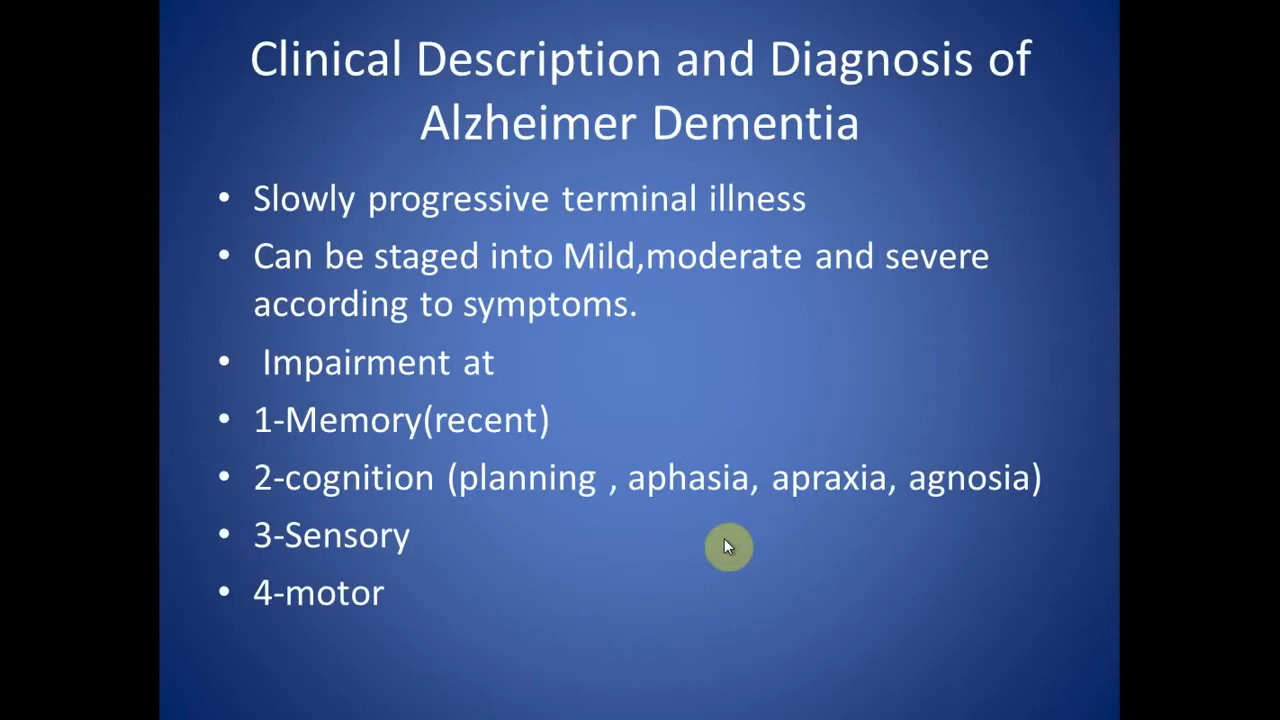 Clinical Description and Diagnosis of
Alzheimer Dementia
• Slowly progressive terminal illness
• Can be staged into Mild,moderate and severe
according to symptoms.
• Impairment at
• 1-Memory(recent)
• 2-cognition (planning , aphasia, apraxia, agnosia)
• 3-Sensory
• 4-motor